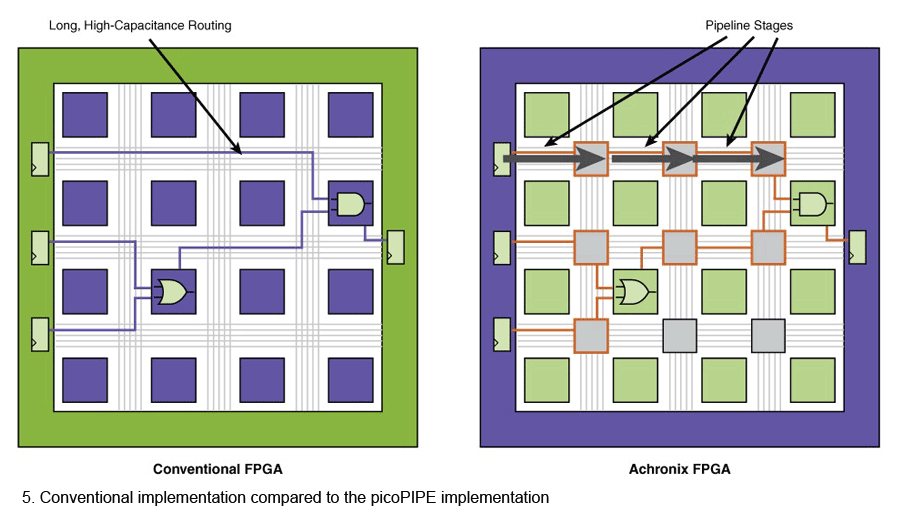 Long, High-Capacitance Routing
Pipeline Stages
Conventional FPGA
Achronix FPGA
5. Conventional implementation compared to the picoPIPE implementation